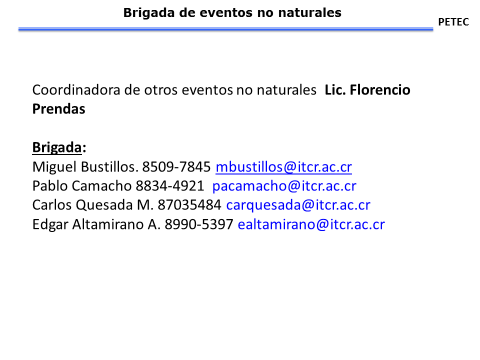 Brigada de eventos no naturales
PETEC
Coordinadora de otros eventos no naturales  Lic. Florencio
Prendas
Brigada:
Miguel Bustillos. 8509-7845 mbustillos@itcr.ac.cr
Pablo Camacho 8834-4921  pacamacho@itcr.ac.cr
Carlos Quesada M. 87035484 carquesada@itcr.ac.cr
Edgar Altamirano A. 8990-5397 ealtamirano@itcr.ac.cr